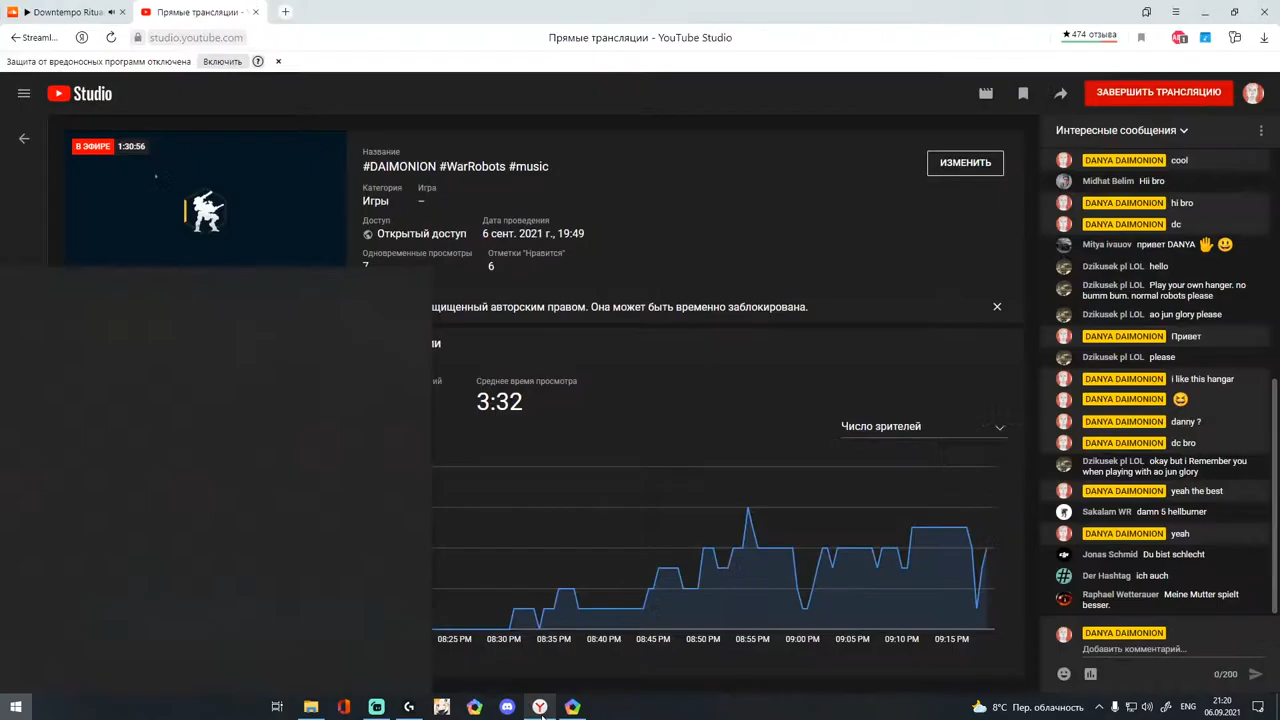 Downtempo Ritua
Прямые трансляции -
Streaml...
studio.youtube.com
Прямые трансляции - YouTube Studio
★474 отзыва
Защита от вредоносных программ отключена
Включить
Studio
ЗАВЕРШИТЬ ТРАНСЛЯЦИЮ
В ЭФИРЕ 1:30:56
Название
#DAIMONION #WarRobots #music
ИЗМЕНИТЬ
Категория Игра
Игры –
Доступ Дата проведения
Открытый доступ 6 сент. 2021 г., 19:49
Одновременные просмотры Отметки "Нравится"
7 6
щищенный авторским правом. Она может быть временно заблокирована.
ии
ий Среднее время просмотра
3:32
Число зрителей
08:25 PM 08:30 PM 08:35 PM 08:40 PM 08:45 PM 08:50 PM 08:55 PM 09:00 PM 09:05 PM 09:10 PM 09:15 PM
Интересные сообщения
DANYA DAIMONION cool
Midhat Belim Hii bro
DANYA DAIMONION hi bro
DANYA DAIMONION dc
Mitya ivauov привет DANYA 🖐😃
Dzikusek pl LOL hello
Dzikusek pl LOL Play your own hanger. no
bumm bum. normal robots please
Dzikusek pl LOL ao jun glory please
DANYA DAIMONION Привет
Dzikusek pl LOL please
DANYA DAIMONION i like this hangar
DANYA DAIMONION 😆
DANYA DAIMONION danny ?
DANYA DAIMONION dc bro
Dzikusek pl LOL okay but i Remember you
when playing with ao jun glory
DANYA DAIMONION yeah the best
Sakalam WR damn 5 hellburner
DANYA DAIMONION yeah
Jonas Schmid Du bist schlecht
Der Hashtag ich auch
Raphael Wetterauer Meine Mutter spielt
besser.
DANYA DAIMONION
Добавить комментарий...
0/200
8°C Пер. облачность
ENG
21:20
06.09.2021